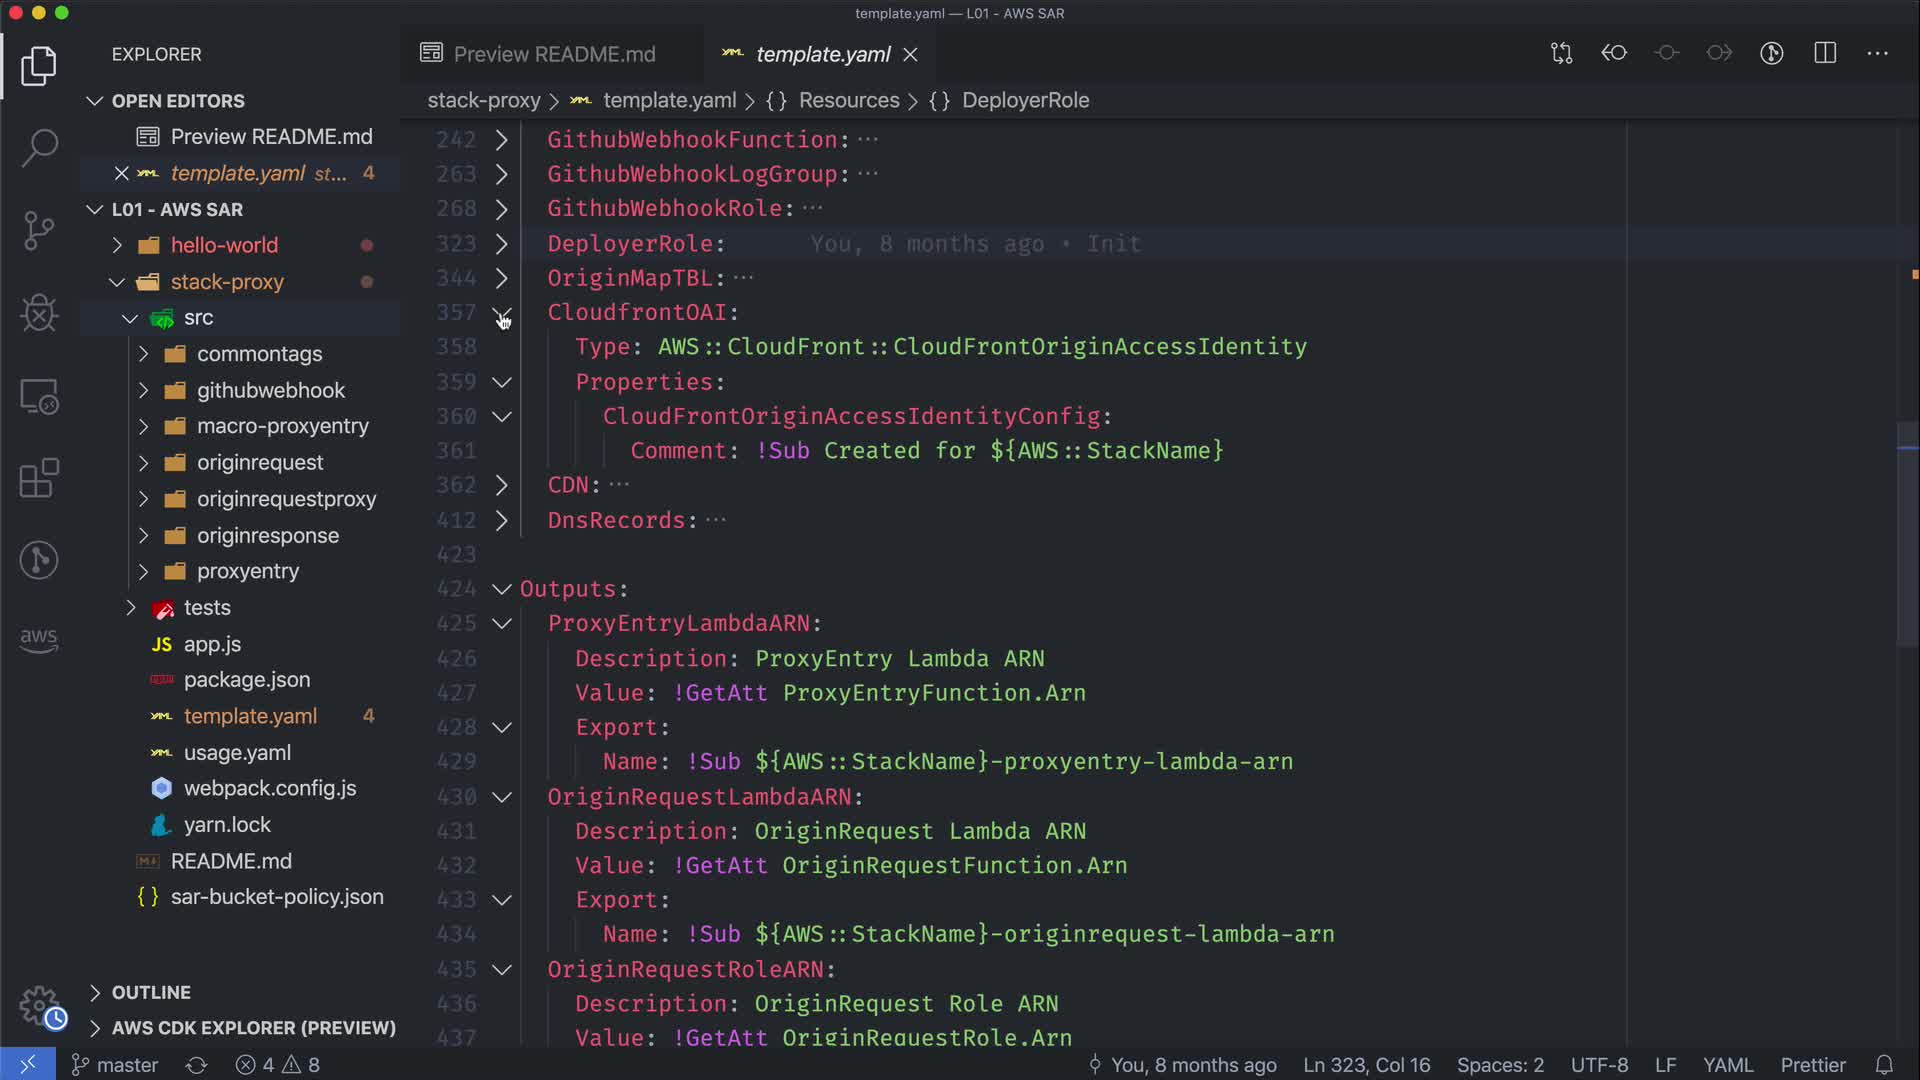 template.yaml — L01 - AWS SAR
EXPLORER
OPEN EDITORS
Preview README.md
template.yaml st... 4
L01 - AWS SAR
hello-world
stack-proxy
src
commontags
githubwebhook
macro-proxyentry
originrequest
originrequestproxy
originresponse
proxyentry
tests
JS app.js
package.json
template.yaml 4
usage.yaml
webpack.config.js
yarn.lock
README.md
{ } sar-bucket-policy.json
OUTLINE
AWS CDK EXPLORER (PREVIEW)
aws
Preview README.md
template.yaml
stack-proxy > template.yaml > {} Resources > {} DeployerRole
242 GithubWebhookFunction: ···
263 GithubWebhookLogGroup: ···
268 GithubWebhookRole: ···
323 DeployerRole: You, 8 months ago • Init
344 OriginMapTBL: ···
357 CloudfrontOAI:
358 Type: AWS::CloudFront::CloudFrontOriginAccessIdentity
359 Properties:
360 CloudFrontOriginAccessIdentityConfig:
361 Comment: !Sub Created for ${AWS::StackName}
362 CDN: ···
412 DnsRecords: ···
423
424 Outputs:
425 ProxyEntryLambdaARN:
426 Description: ProxyEntry Lambda ARN
427 Value: !GetAtt ProxyEntryFunction.Arn
428 Export:
429 Name: !Sub ${AWS::StackName}-proxyentry-lambda-arn
430 OriginRequestLambdaARN:
431 Description: OriginRequest Lambda ARN
432 Value: !GetAtt OriginRequestFunction.Arn
433 Export:
434 Name: !Sub ${AWS::StackName}-originrequest-lambda-arn
435 OriginRequestRoleARN:
436 Description: OriginRequest Role ARN
437 Value: !GetAtt OriginRequestRole.Arn
master 4 8 You, 8 months ago Ln 323, Col 16 Spaces: 2 UTF-8 LF YAML Prettier